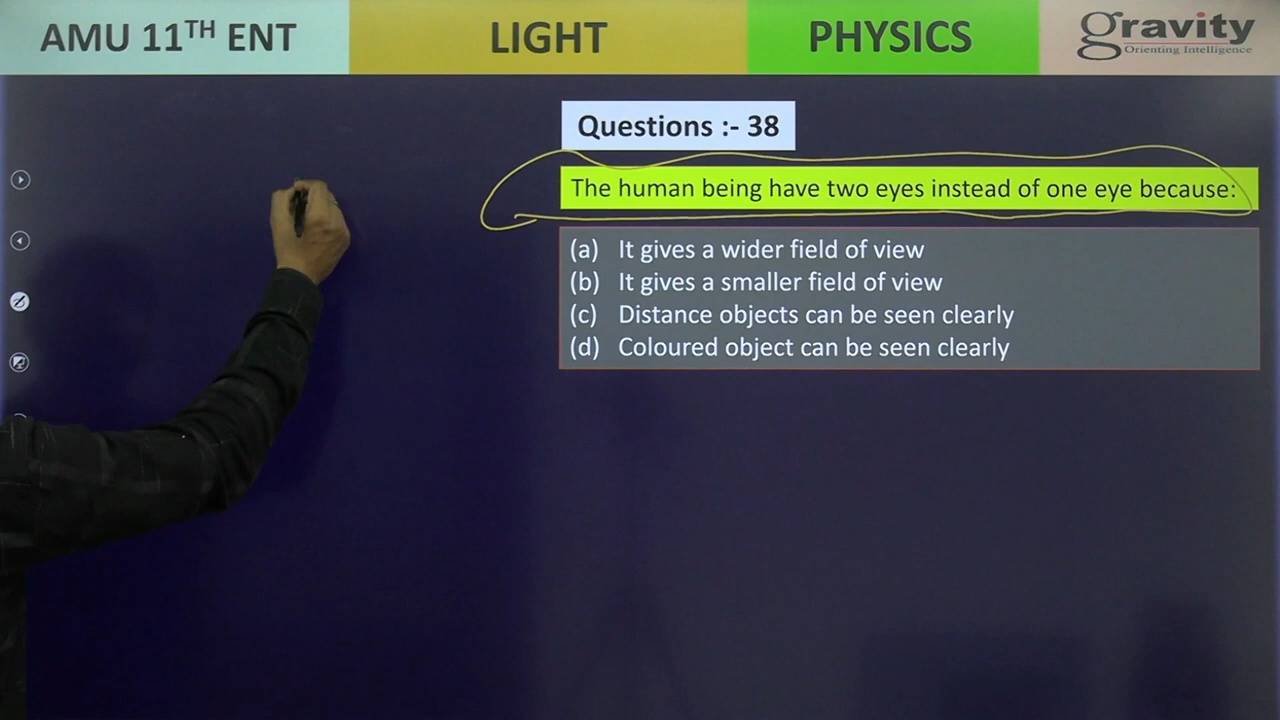 AMU 11TH ENT
LIGHT
PHYSICS
gravity
Orienting Intelligence
Questions :- 38
The human being have two eyes instead of one eye because:
(a) It gives a wider field of view
(b) It gives a smaller field of view
(c) Distance objects can be seen clearly
(d) Coloured object can be seen clearly